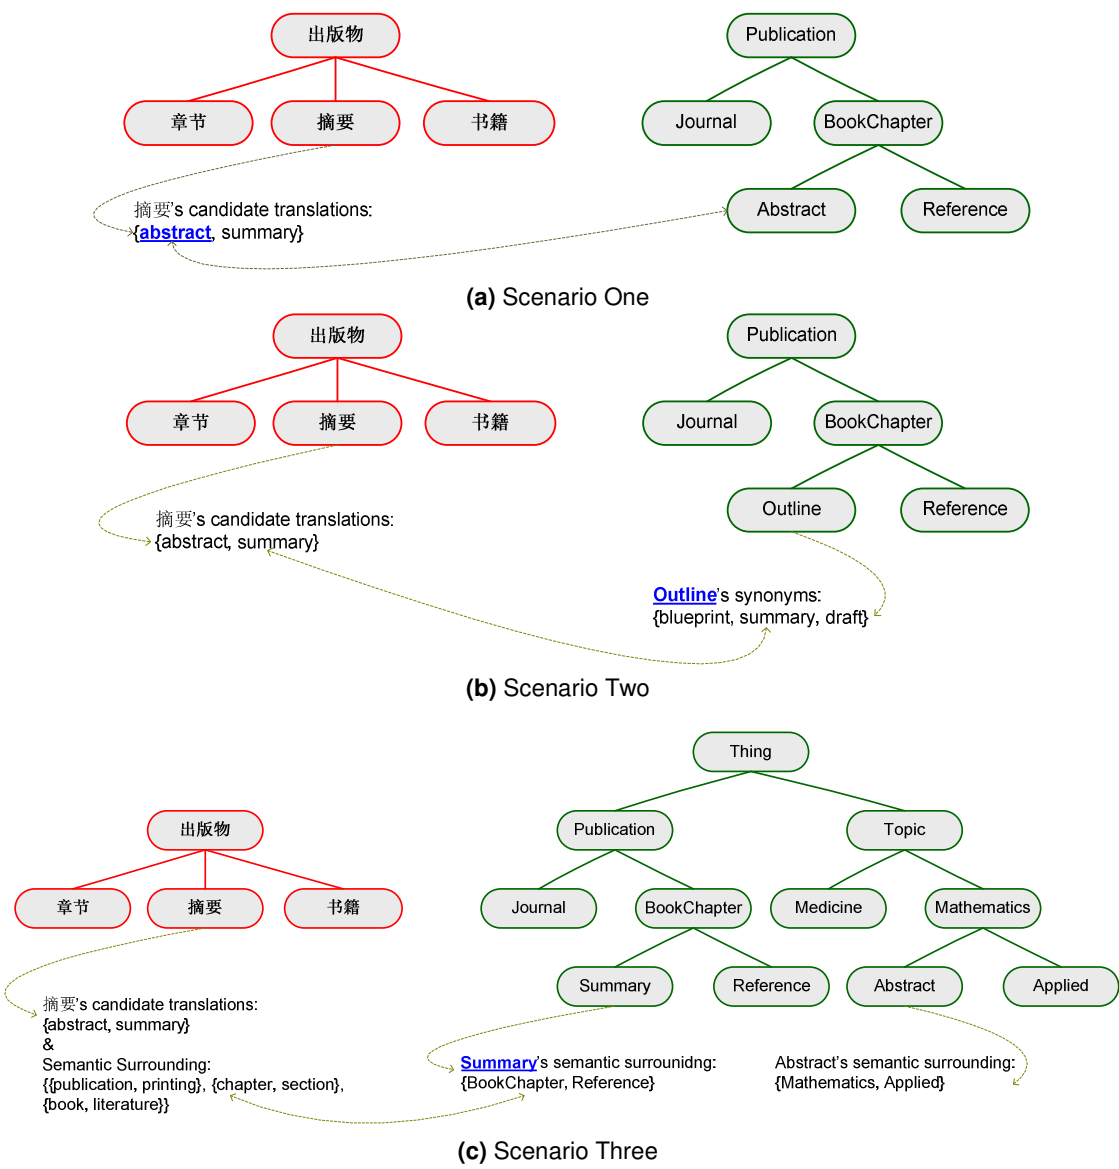 出版物
Publication
章节
摘要
书籍
Journal
BookChapter
Abstract
Reference
摘要's candidate translations:
{abstract, summary}
(a) Scenario One
出版物
Publication
章节
摘要
书籍
Journal
BookChapter
Outline
Reference
摘要's candidate translations:
{abstract, summary}
Outline's synonyms:
{blueprint, summary, draft}
(b) Scenario Two
Thing
出版物
Publication
Topic
章节
摘要
书籍
Journal
BookChapter
Medicine
Mathematics
Summary
Reference
Abstract
Applied
摘要's candidate translations:
{abstract, summary}
&
Semantic Surrounding:
{{publication, printing}, {chapter, section},
{book, literature}}
Summary's semantic surrounidng:
{BookChapter, Reference}
Abstract's semantic surrounding:
{Mathematics, Applied}
(c) Scenario Three